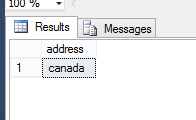 100 %
Results Messages
address
1 canada